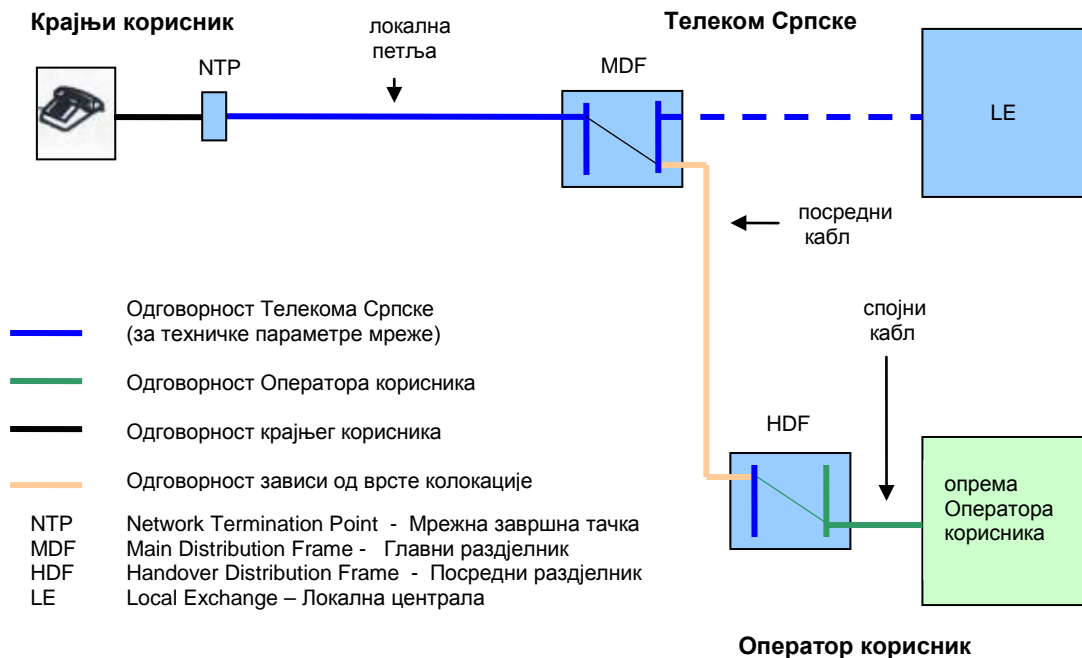 Крајњи корисник
Телеком Српске
локална
петља
NTP
MDF
LE
посредни
кабл
Одговорност Телекома Српске
(за техничке параметре мреже)
спојни
кабл
Одговорност Оператора корисника
Одговорност крајњег корисника
HDF
Одговорност зависи од врсте колокације
опрема
Оператора
корисника
NTP Network Termination Point - Мрежна завршна тачка
MDF Main Distribution Frame - Главни раздјелник
HDF Handover Distribution Frame - Посредни раздјелник
LE Local Exchange – Локална централа
Оператор корисник